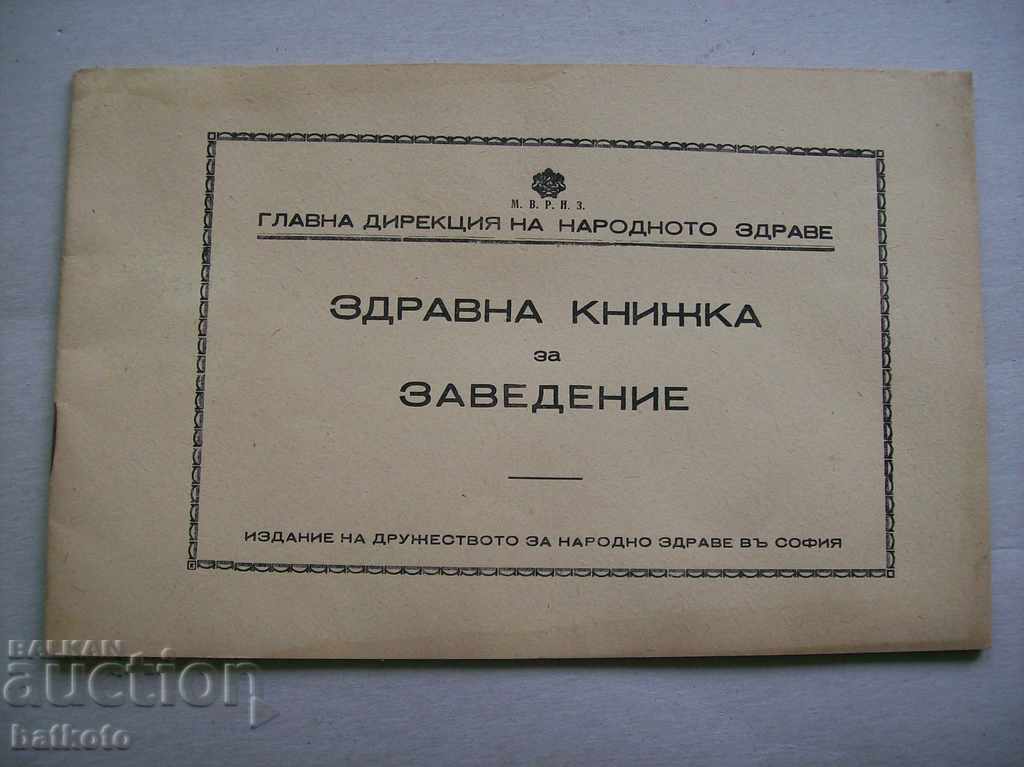 М. В. Р. Н. З.
ГЛАВНА ДИРЕКЦИЯ НА НАРОДНОТО ЗДРАВЕ
ЗДРАВНА КНИЖКА
за
ЗАВЕДЕНИЕ
ИЗДАНИЕ НА ДРУЖЕСТВОТО ЗА НАРОДНО ЗДРАВЕ ВЪ СОФИЯ
BALKAN
auction
batkoto